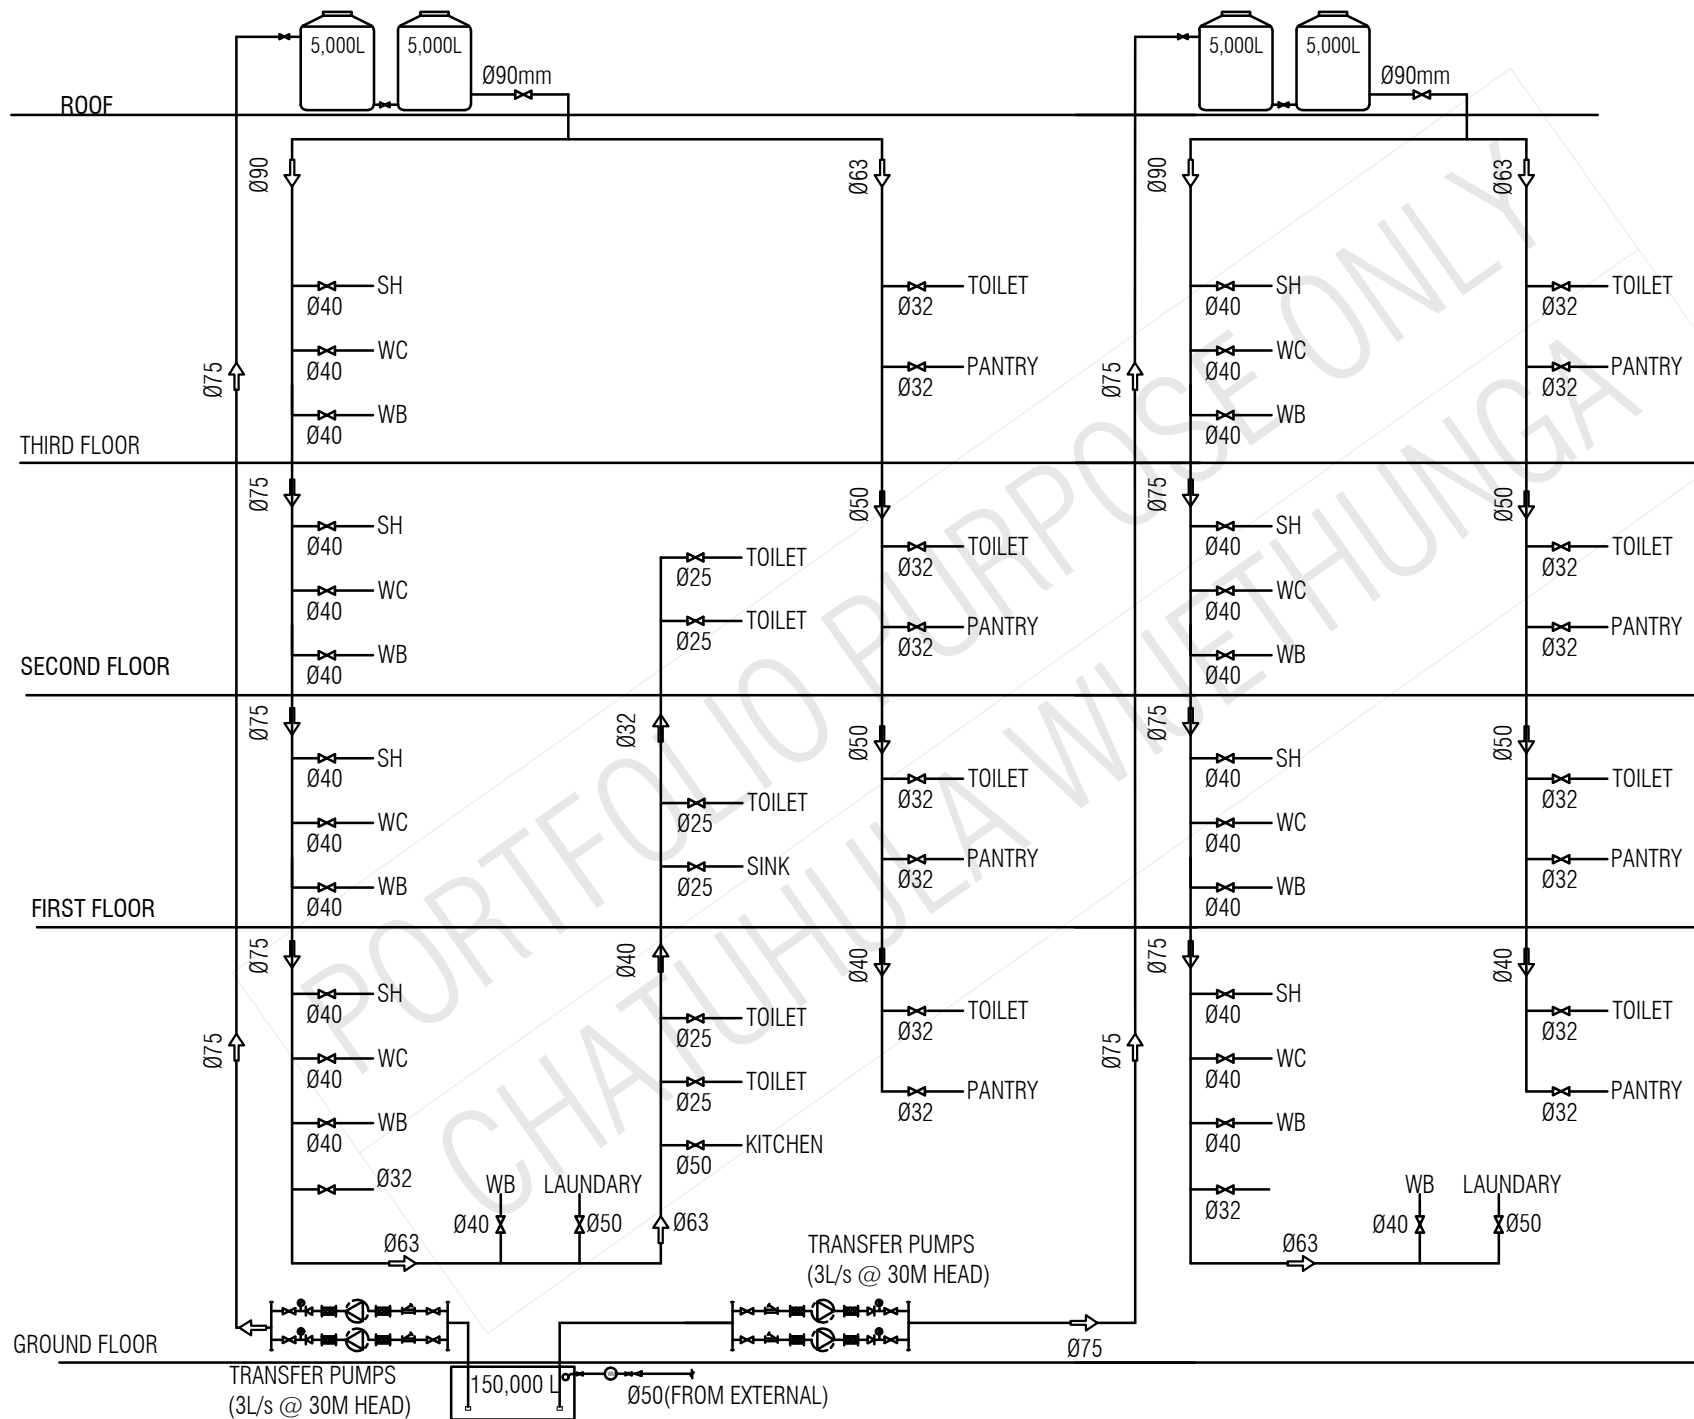 5,000L 5,000L 5,000L 5,000L
Ø90mm Ø90mm
ROOF
Ø90 Ø63 Ø90 Ø63
SH TOILET SH TOILET
Ø40 Ø32 Ø40 Ø32
WC PANTRY WC PANTRY
Ø75 Ø40 Ø32 Ø75 Ø40 Ø32
WB WB
Ø40 Ø40
THIRD FLOOR
Ø75 Ø50 Ø75 Ø50
SH TOILET TOILET SH TOILET
Ø40 Ø25 Ø32 Ø40 Ø32
WC TOILET PANTRY WC PANTRY
Ø40 Ø25 Ø32 Ø40 Ø32
WB WB
Ø40 Ø40
SECOND FLOOR
Ø75 Ø32 Ø50 Ø75 Ø50
SH TOILET TOILET SH TOILET
Ø40 Ø25 Ø32 Ø40 Ø32
WC SINK PANTRY WC PANTRY
Ø40 Ø25 Ø32 Ø40 Ø32
WB WB
Ø40 Ø40
FIRST FLOOR
Ø75 Ø40 Ø40 Ø75 Ø40
SH TOILET TOILET SH TOILET
Ø40 Ø25 Ø32 Ø40 Ø32
Ø75 WC TOILET PANTRY Ø75 WC PANTRY
Ø40 Ø25 Ø32 Ø40 Ø32
WB KITCHEN WB
Ø40 Ø50 Ø40
Ø32 WB LAUNDARY Ø32 WB LAUNDARY
Ø40 Ø50 Ø63 Ø40 Ø50
Ø63 Ø63
TRANSFER PUMPS
(3L/s @ 30M HEAD)
GROUND FLOOR Ø75
TRANSFER PUMPS
(3L/s @ 30M HEAD)
150,000 L
Ø50(FROM EXTERNAL)
PORTFOLIO PURPOSE ONLY
CHATUHULA WIJETHUNGA